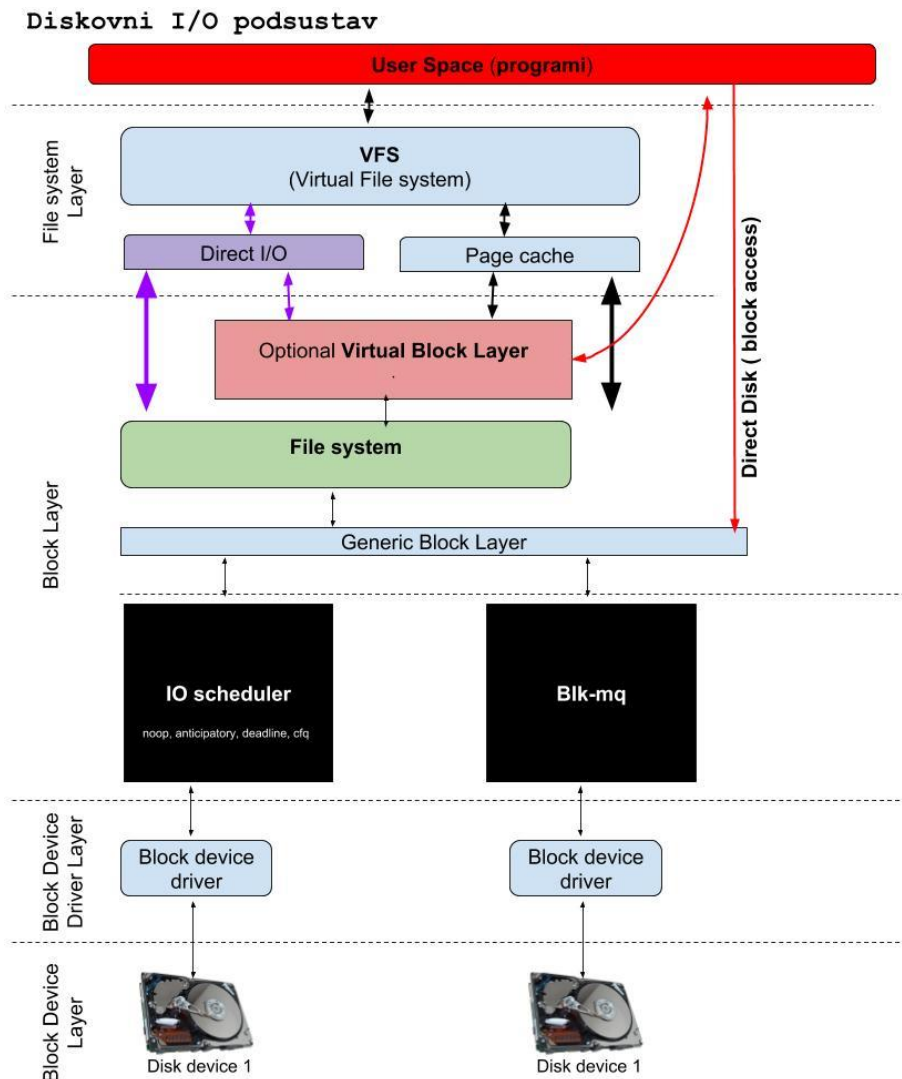 Diskovni I/O podsustav
User Space (programi)
File system
Layer
VFS
(Virtual File system)
Direct I/O
Page cache
Direct Disk ( block access)
Optional Virtual Block Layer
.
File system
Block Layer
Generic Block Layer
IO scheduler
noop, anticipatory, deadline, cfq
Blk-mq
Block Device
Driver Layer
Block device
driver
Block device
driver
Block Device
Layer
Disk device 1
Disk device 1